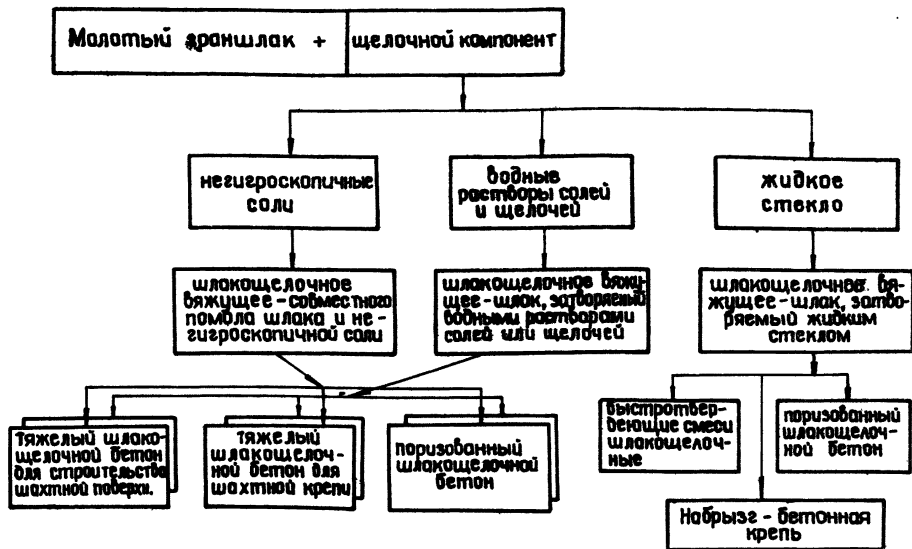 Молотый граншлак + щелочной компонент
негигроскопичные
соли
водные
растворы солей
и щелочей
жидкое
стекло
шлакощелочное
вяжущее-совместного
помола шлака и не-
гигроскопичной соли
шлакощелочное вяжу-
щее-шлак, затворяемый
водными растворами
солей или щелочей
шлакощелочнов. вя-
жущее-шлак, затво-
ряемый жидким
стеклом
тяжелый шлако-
щелочной бетон
для строительства
шахтной поверхн.
тяжелый
шлакощелоч-
ной бетон для
шахтной крепи
поризованный
шлакощелочной
бетон
быстротвер-
деющие смеси
шлакощелоч-
ные
поризованный
шлакощелоч-
ной бетон
Набрызг-бетонная
крепь